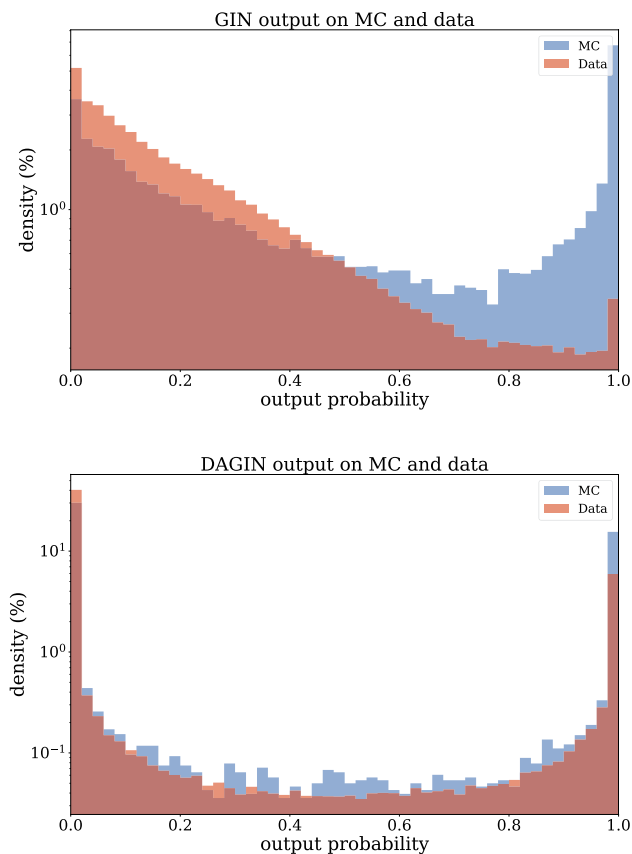 GIN output on MC and data
MC
Data
density (%)
10⁰
0.0 0.2 0.4 0.6 0.8 1.0
output probability
DAGIN output on MC and data
MC
Data
density (%)
10¹
10⁰
10⁻¹
0.0 0.2 0.4 0.6 0.8 1.0
output probability